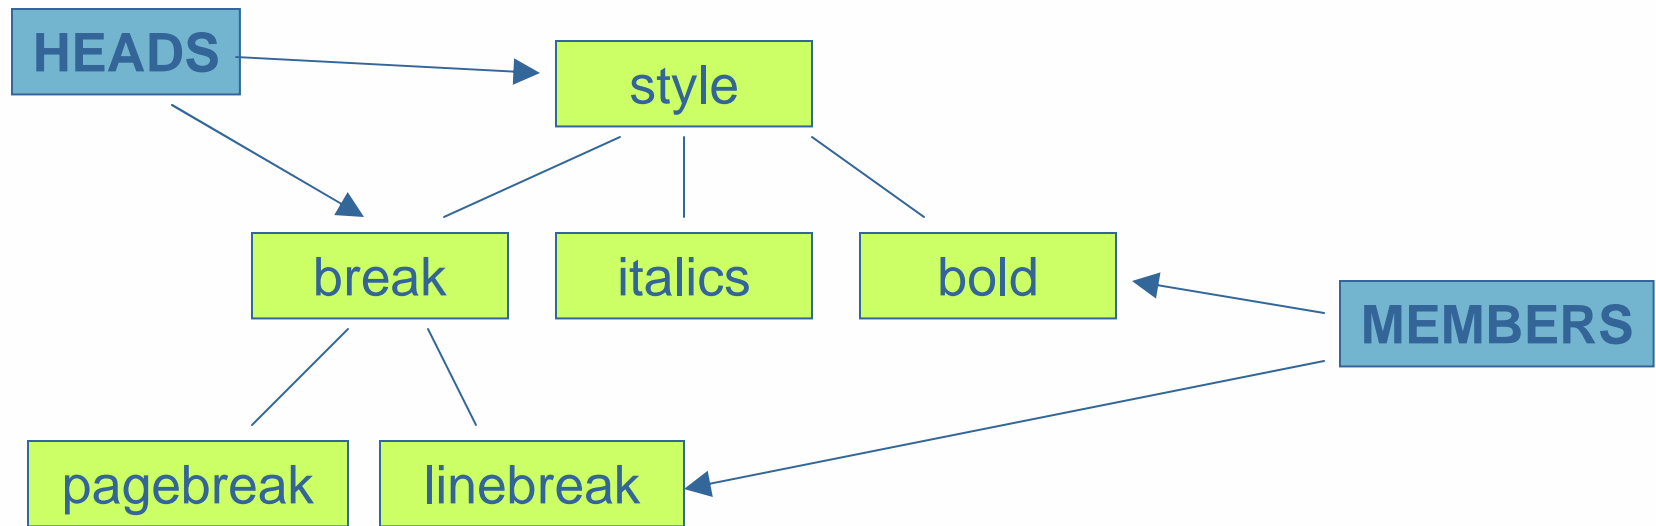 HEADS
style
break
italics
bold
MEMBERS
pagebreak
linebreak